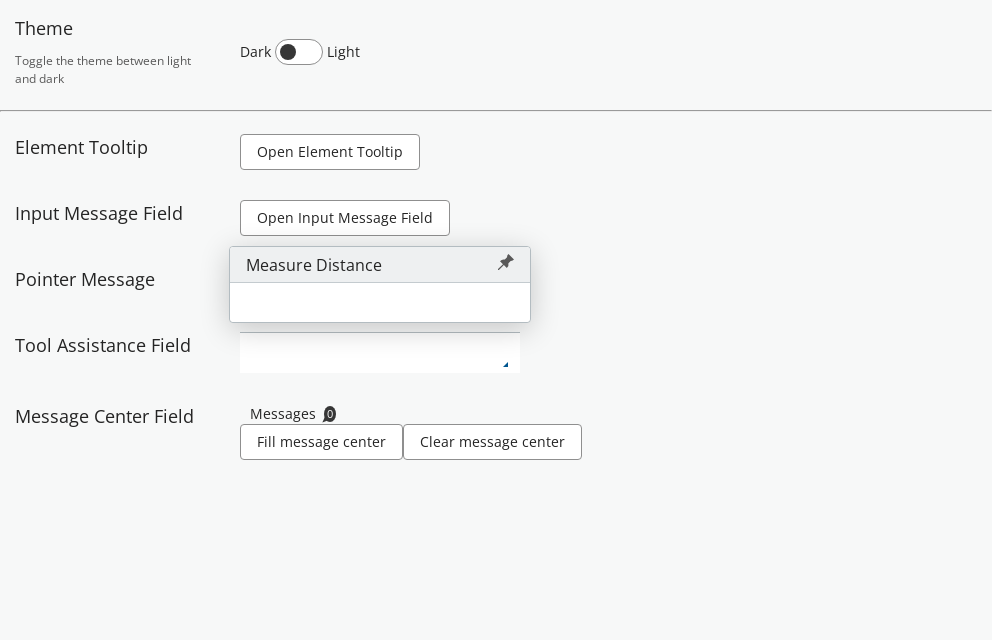 Theme
Toggle the theme between light
and dark
Dark Light
Element Tooltip
Open Element Tooltip
Input Message Field
Open Input Message Field
Pointer Message
Measure Distance
Tool Assistance Field
Message Center Field
Messages 0
Fill message center
Clear message center